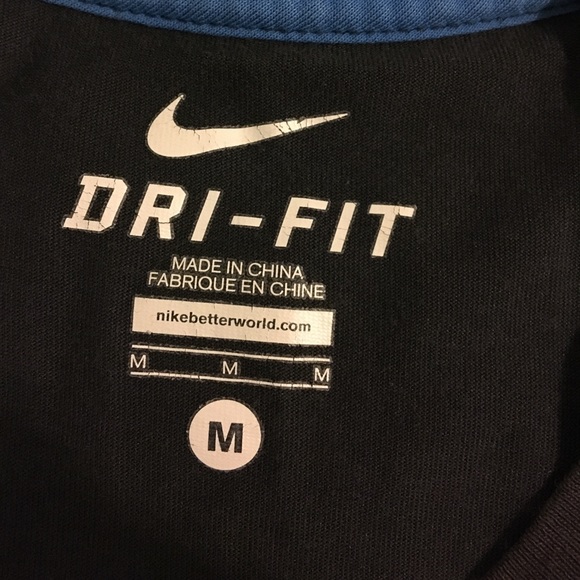 DRI-FIT
MADE IN CHINA
FABRIQUE EN CHINE
nikebetterworld.com
M M M
M